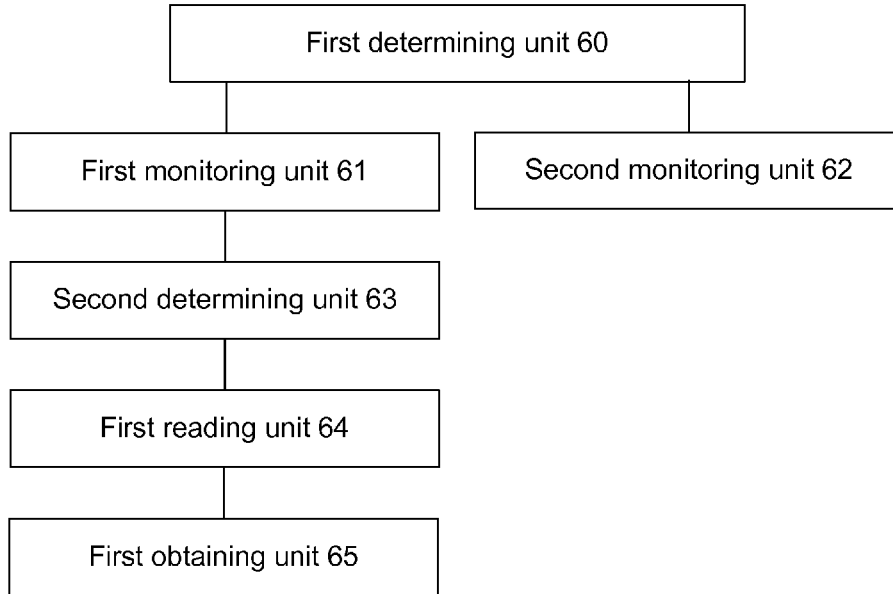 First determining unit 60
First monitoring unit 61
Second monitoring unit 62
Second determining unit 63
First reading unit 64
First obtaining unit 65